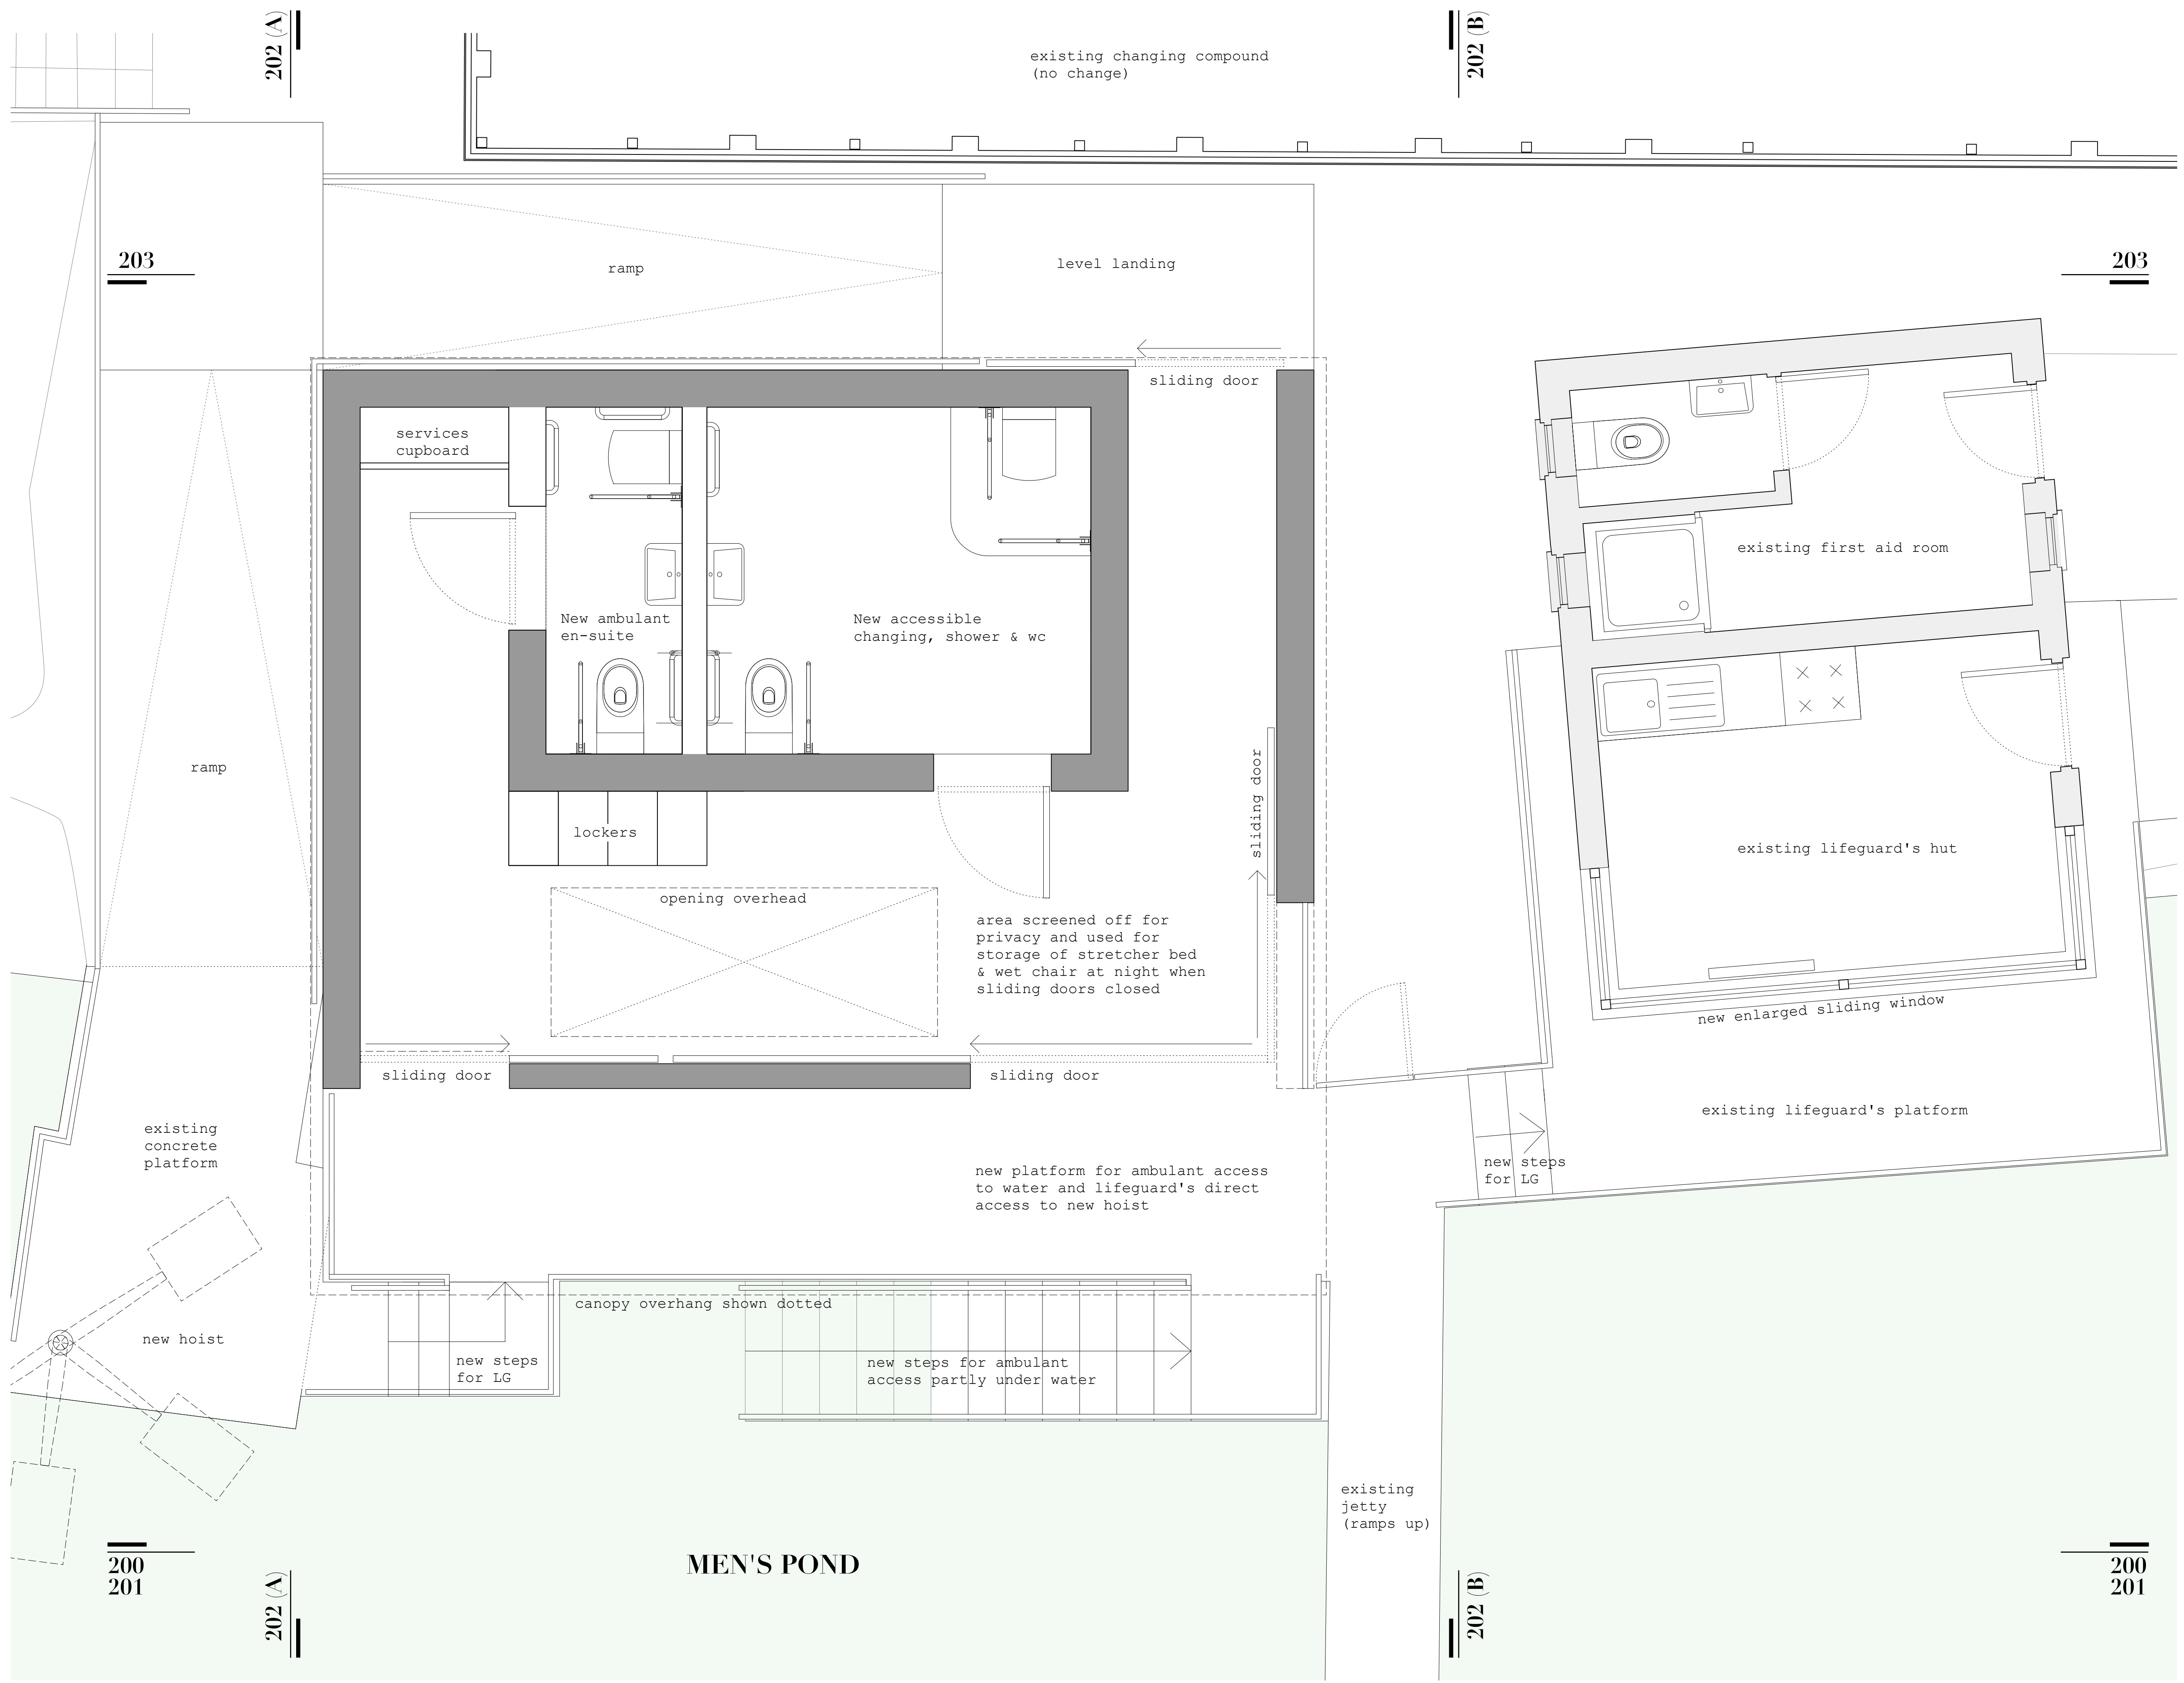 202 (A)
202 (B)
existing changing compound
(no change)
203
203
ramp
level landing
sliding door
services
cupboard
existing first aid room
New ambulant
en-suite
New accessible
changing, shower & wc
ramp
sliding door
lockers
existing lifeguard's hut
opening overhead
area screened off for
privacy and used for
storage of stretcher bed
& wet chair at night when
sliding doors closed
new enlarged sliding window
sliding door
sliding door
existing lifeguard's platform
existing
concrete
platform
new steps
for LG
new platform for ambulant access
to water and lifeguard's direct
access to new hoist
canopy overhang shown dotted
new hoist
new steps
for LG
new steps for ambulant
access partly under water
existing
jetty
(ramps up)
MEN'S POND
200
201
200
201
202 (A)
202 (B)